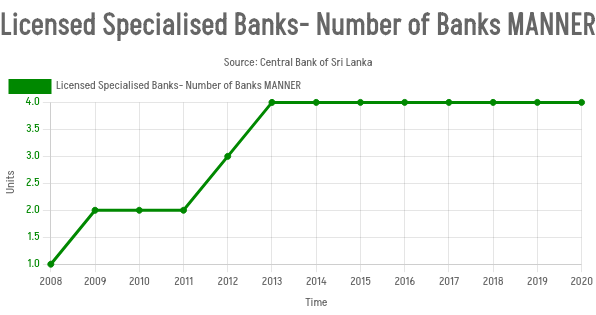 Licensed Specialised Banks- Number of Banks MANNER
Source: Central Bank of Sri Lanka
Licensed Specialised Banks- Number of Banks MANNER
4.0
3.5
3.0
2.5
2.0
1.5
1.0
Units
2008 2009 2010 2011 2012 2013 2014 2015 2016 2017 2018 2019 2020
Time